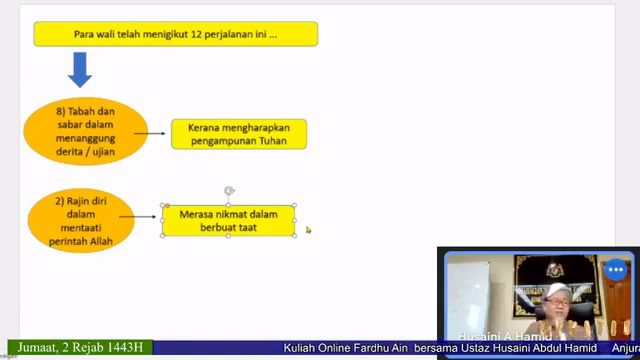 Para wali telah menigikut 12 perjalanan ini ...
8) Tabah dan
sabar dalam
menanggung
derita / ujian
Kerana mengharapkan
pengampunan Tuhan
2) Rajin diri
dalam
mentaati
perintah Allah
Merasa nikmat dalam
berbuat taat
Husaini A Hamid
Jumaat, 2 Rejab 1443H
Kuliah Online Fardhu Ain bersama Ustaz Husaini Abdul Hamid Anjur